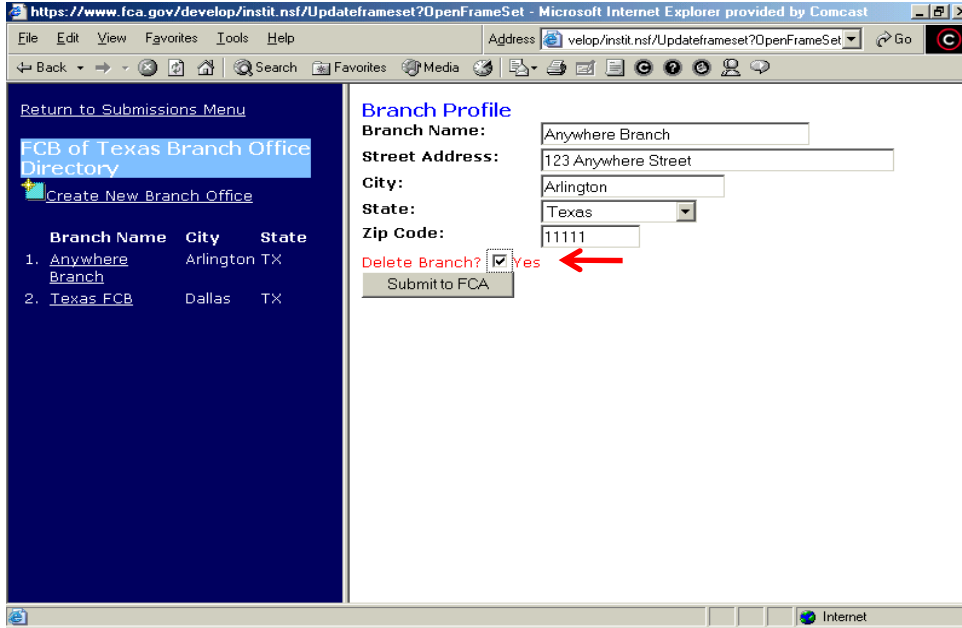 https://www.fca.gov/develop/instit.nsf/Updateframeset?OpenFrameSet - Microsoft Internet Explorer provided by Comcast
File Edit View Favorites Tools Help
Address velop/instit.nsf/Updateframeset?OpenFrameSet Go
Back Search Favorites Media
Return to Submissions Menu
FCB of Texas Branch Office
Directory
Create New Branch Office
Branch Name City State
1. Anywhere Branch Arlington TX
2. Texas FCB Dallas TX
Branch Profile
Branch Name: Anywhere Branch
Street Address: 123 Anywhere Street
City: Arlington
State: Texas
Zip Code: 11111
Delete Branch? Yes
Submit to FCA
Internet